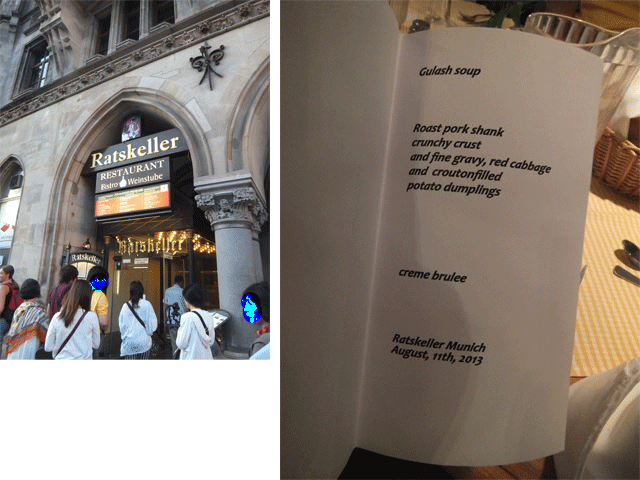 Ratskeller
RESTAURANT
Bistro Weinstube
Ratskeller
Ratskeller
Gulash soup
Roast pork shank
crunchy crust
and fine gravy, red cabbage
and croutonfilled
potato dumplings
creme brulee
Ratskeller Munich
August, 11th, 2013